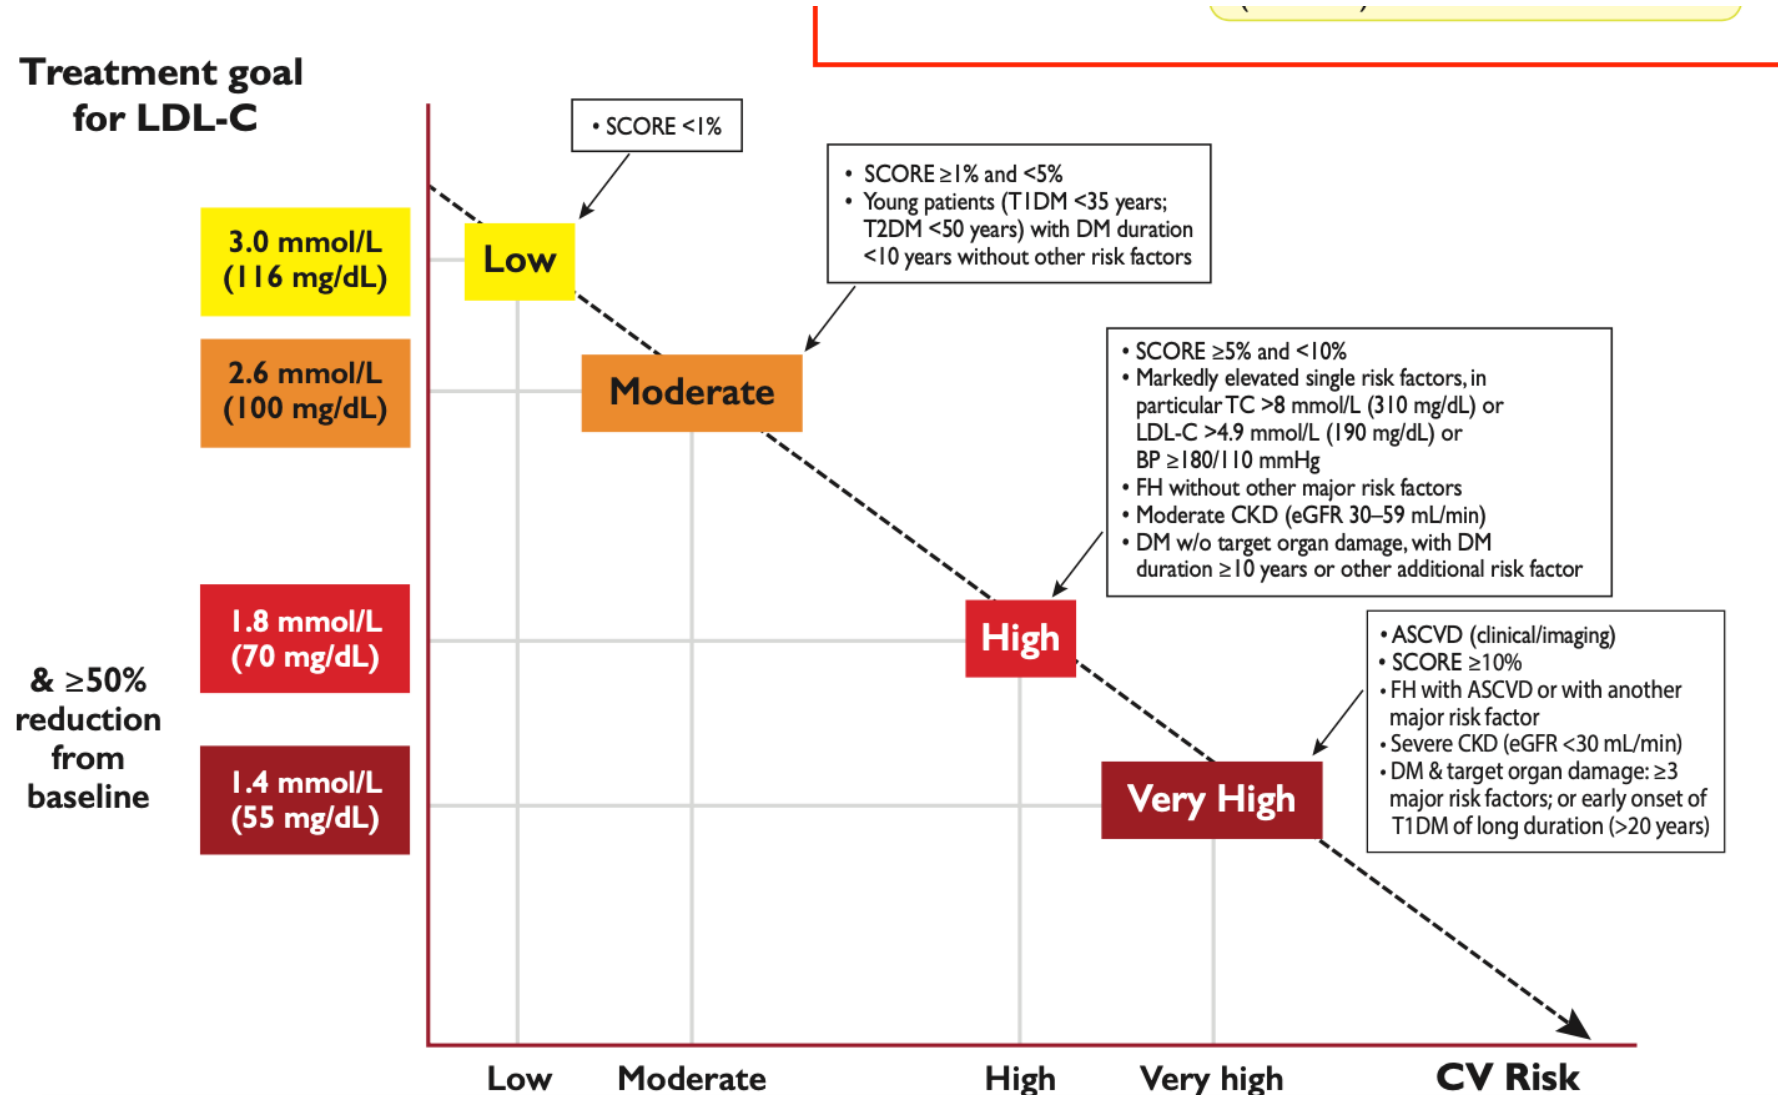 Treatment goal
for LDL-C
• SCORE <1%
• SCORE ≥1% and <5%
• Young patients (T1DM <35 years;
T2DM <50 years) with DM duration
<10 years without other risk factors
3.0 mmol/L
(116 mg/dL)
Low
2.6 mmol/L
(100 mg/dL)
Moderate
• SCORE ≥5% and <10%
• Markedly elevated single risk factors, in
particular TC >8 mmol/L (310 mg/dL) or
LDL-C >4.9 mmol/L (190 mg/dL) or
BP ≥180/110 mmHg
• FH without other major risk factors
• Moderate CKD (eGFR 30–59 mL/min)
• DM w/o target organ damage, with DM
duration ≥10 years or other additional risk factor
1.8 mmol/L
(70 mg/dL)
High
• ASCVD (clinical/imaging)
• SCORE ≥10%
• FH with ASCVD or with another
major risk factor
• Severe CKD (eGFR <30 mL/min)
• DM & target organ damage: ≥3
major risk factors; or early onset of
T1DM of long duration (>20 years)
& ≥50%
reduction
from
baseline
1.4 mmol/L
(55 mg/dL)
Very High
Low
Moderate
High
Very high
CV Risk